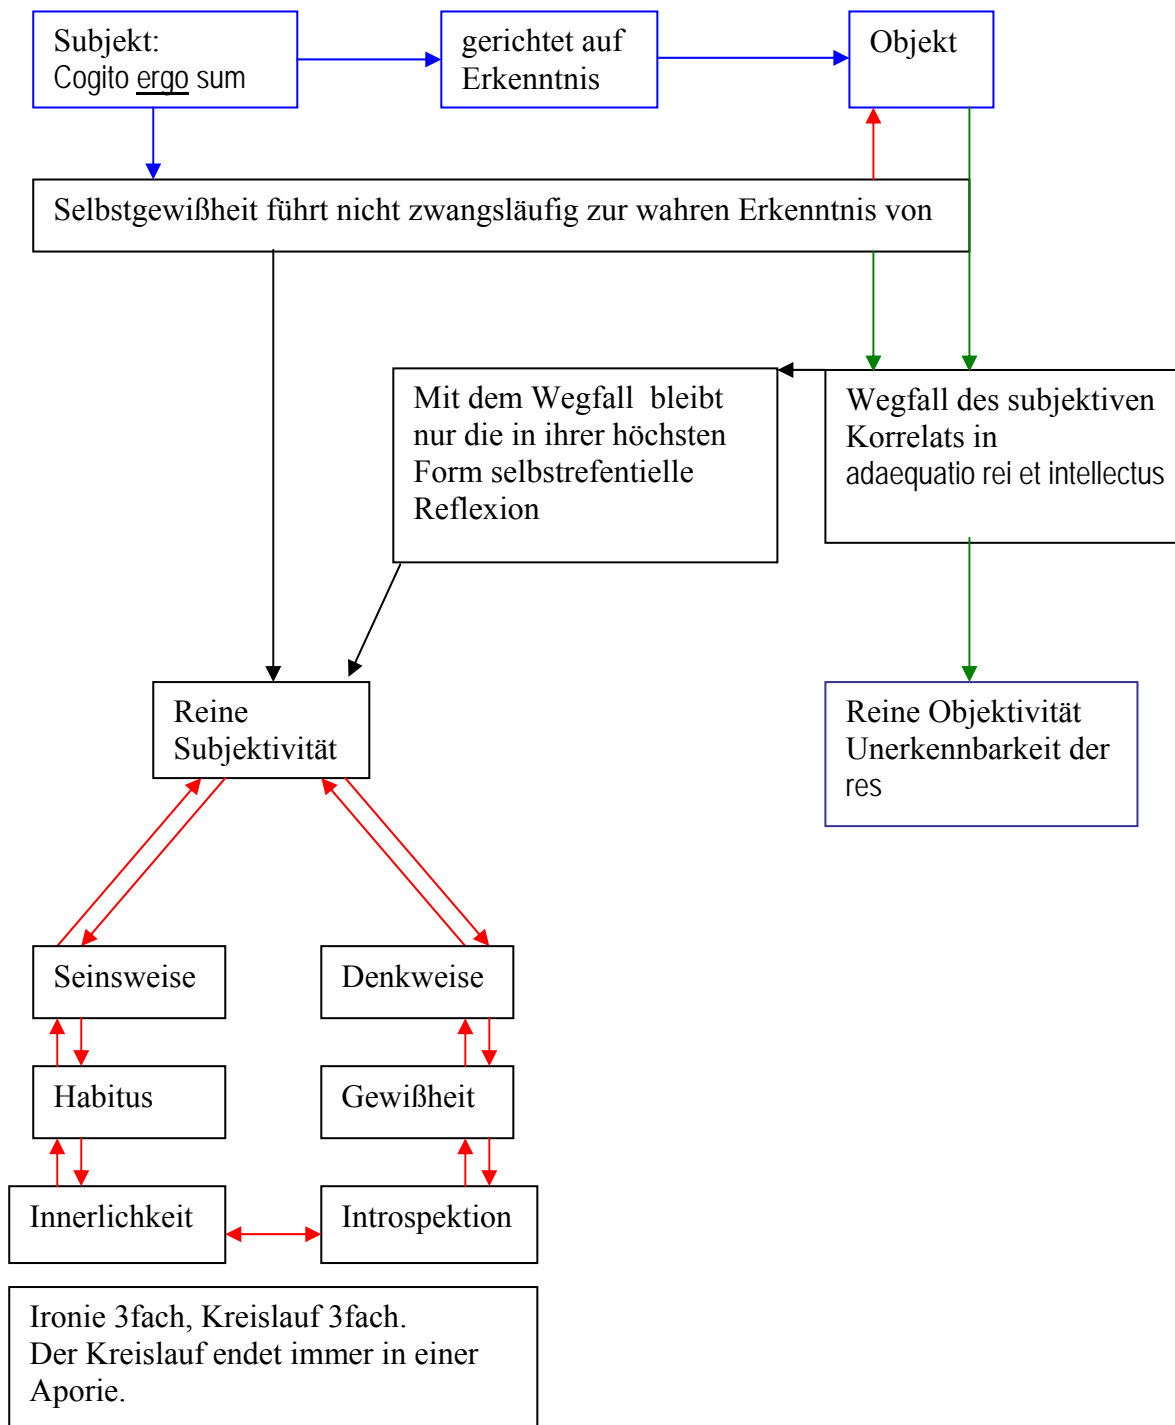 Subjekt:
Cogito ergo sum
gerichtet auf
Erkenntnis
Objekt
Selbstgewißheit führt nicht zwangsläufig zur wahren Erkenntnis von
Mit dem Wegfall bleibt
nur die in ihrer höchsten
Form selbstrefentielle
Reflexion
Wegfall des subjektiven
Korrelats in
adaequatio rei et intellectus
Reine
Subjektivität
Reine Objektivität
Unerkennbarkeit der
res
Seinsweise
Denkweise
Habitus
Gewißheit
Innerlichkeit
Introspektion
Ironie 3fach, Kreislauf 3fach.
Der Kreislauf endet immer in einer
Aporie.